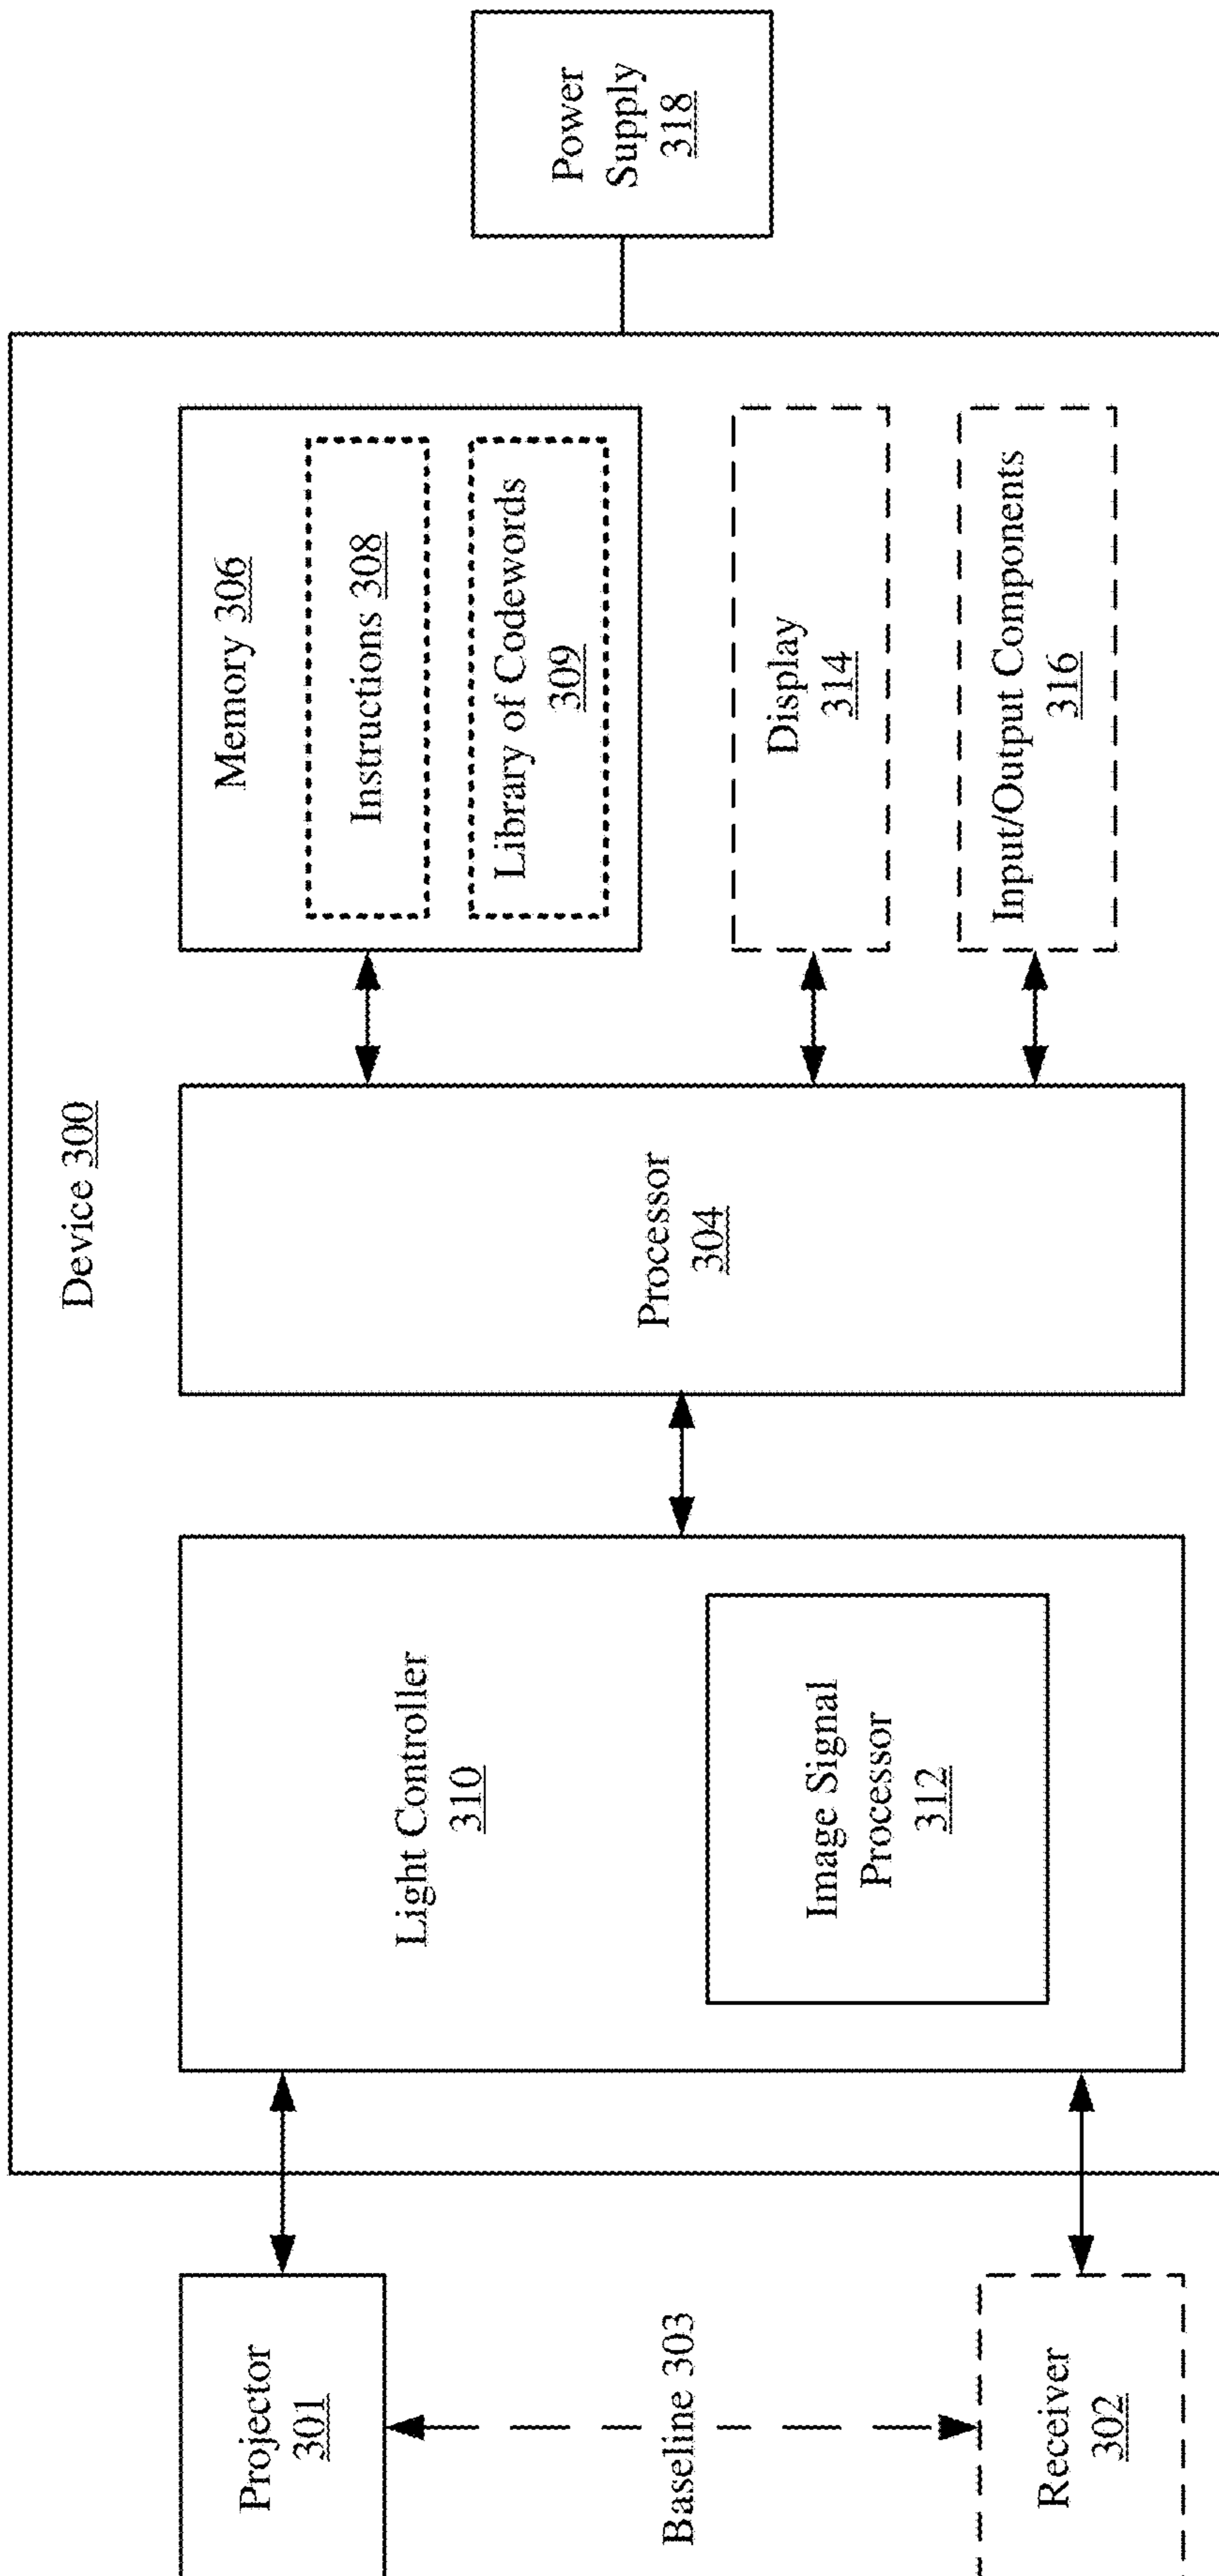 Device 300
Projector
301
Baseline 303
Receiver
302
Light Controller
310
Image Signal
Processor
312
Processor
304
Memory 306
Instructions 308
Library of Codewords
309
Display
314
Input/Output Components
316
Power
Supply
318